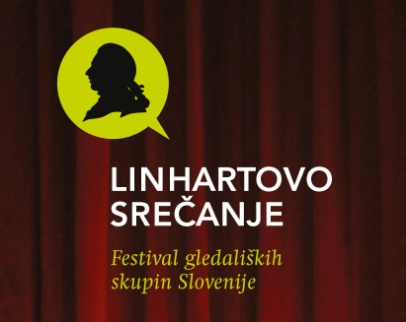 LINHARTOVO
SREČANJE
Festival gledaliških
skupin Slovenije